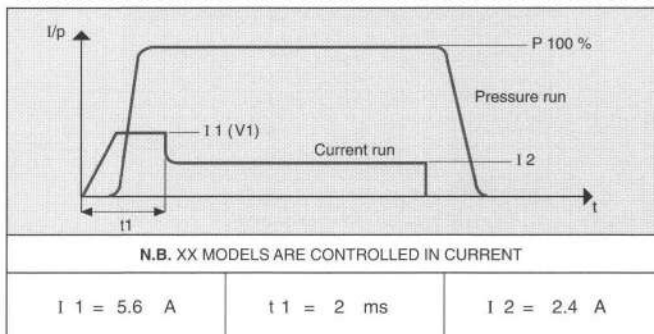 I/p
P 100 %
Pressure run
I 1 (V1)
Current run
I 2
t
t1
N.B. XX MODELS ARE CONTROLLED IN CURRENT
I 1 = 5.6 A
t 1 = 2 ms
I 2 = 2.4 A